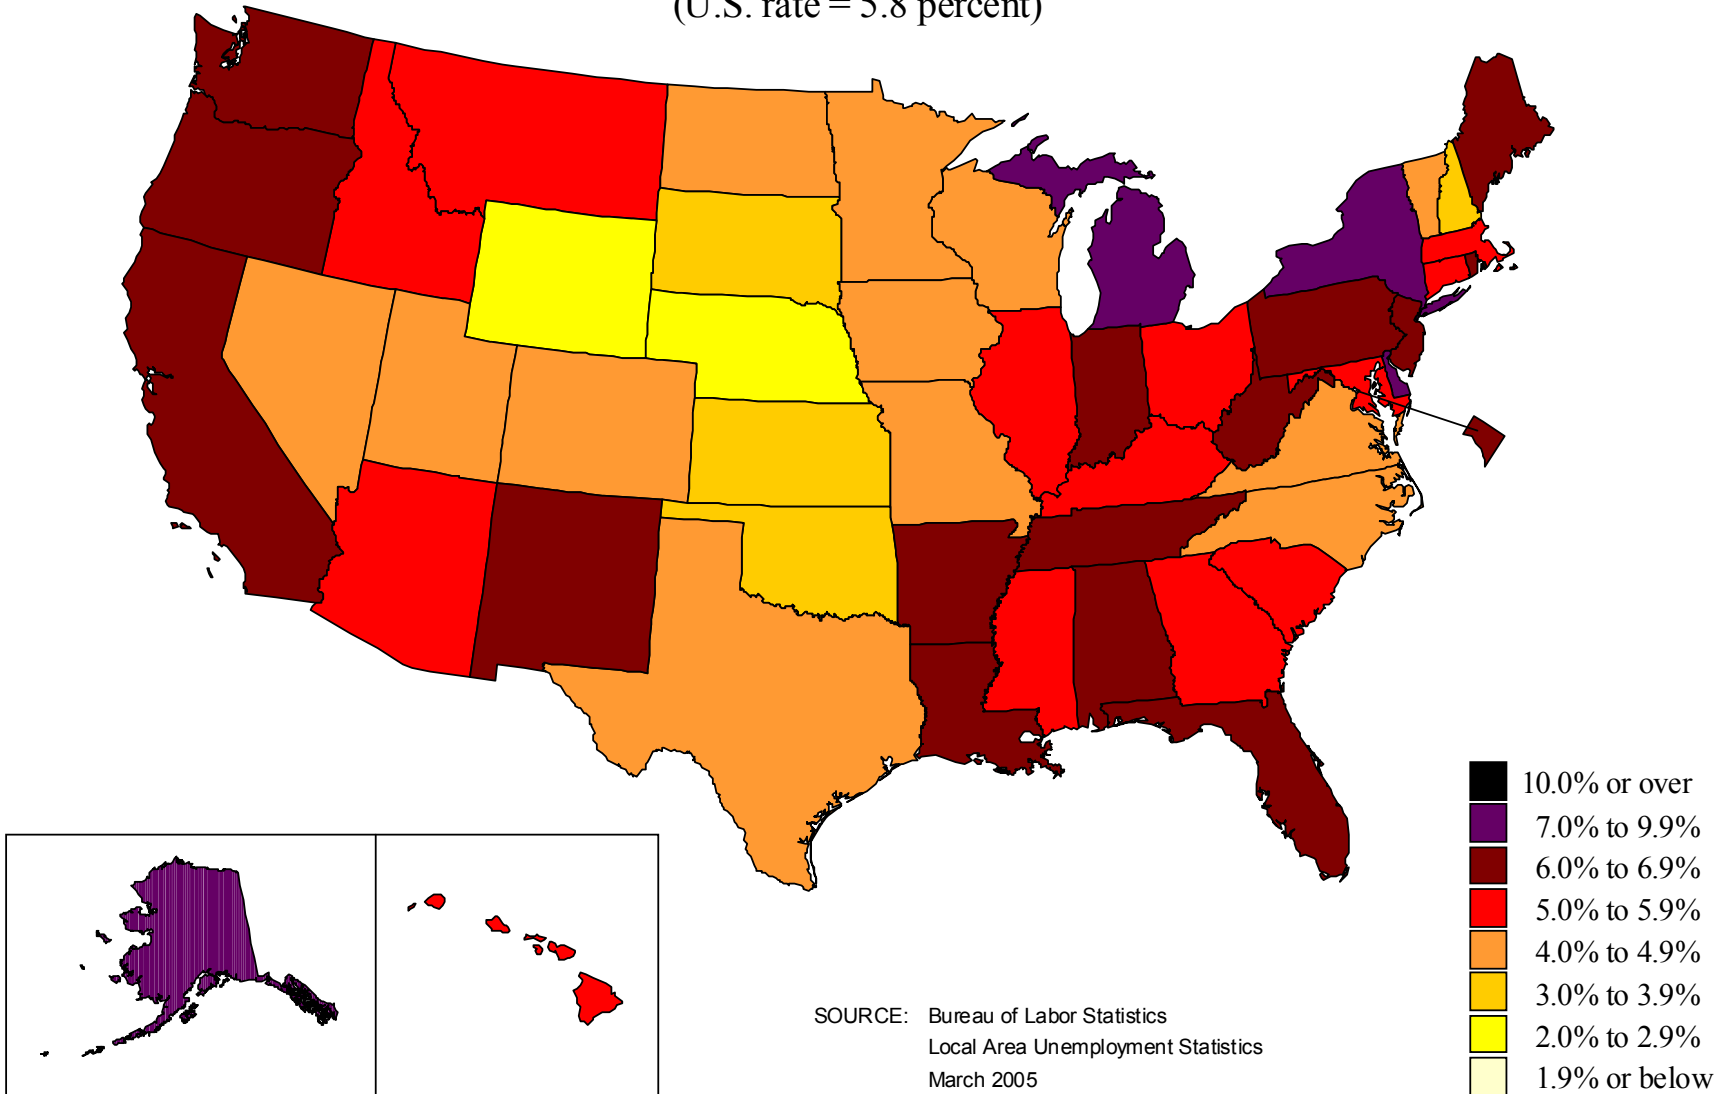 (U.S. rate = 5.8 percent)
10.0% or over
7.0% to 9.9%
6.0% to 6.9%
5.0% to 5.9%
4.0% to 4.9%
3.0% to 3.9%
2.0% to 2.9%
1.9% or below
SOURCE: Bureau of Labor Statistics
Local Area Unemployment Statistics
March 2005